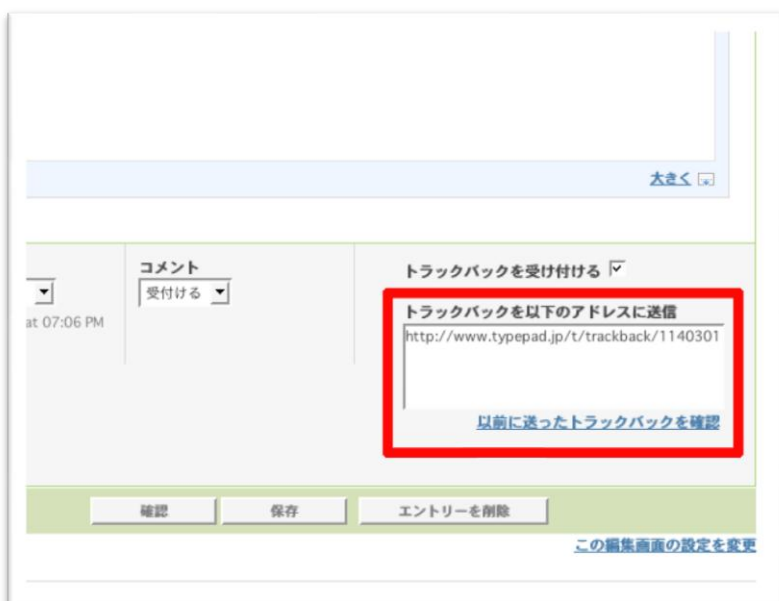 大きく
コメント
受付ける
at 07:06 PM
トラックバックを受け付ける
トラックバックを以下のアドレスに送信
http://www.typepad.jp/t/trackback/1140301
以前に送ったトラックバックを確認
確認 保存 エントリーを削除
この編集画面の設定を変更